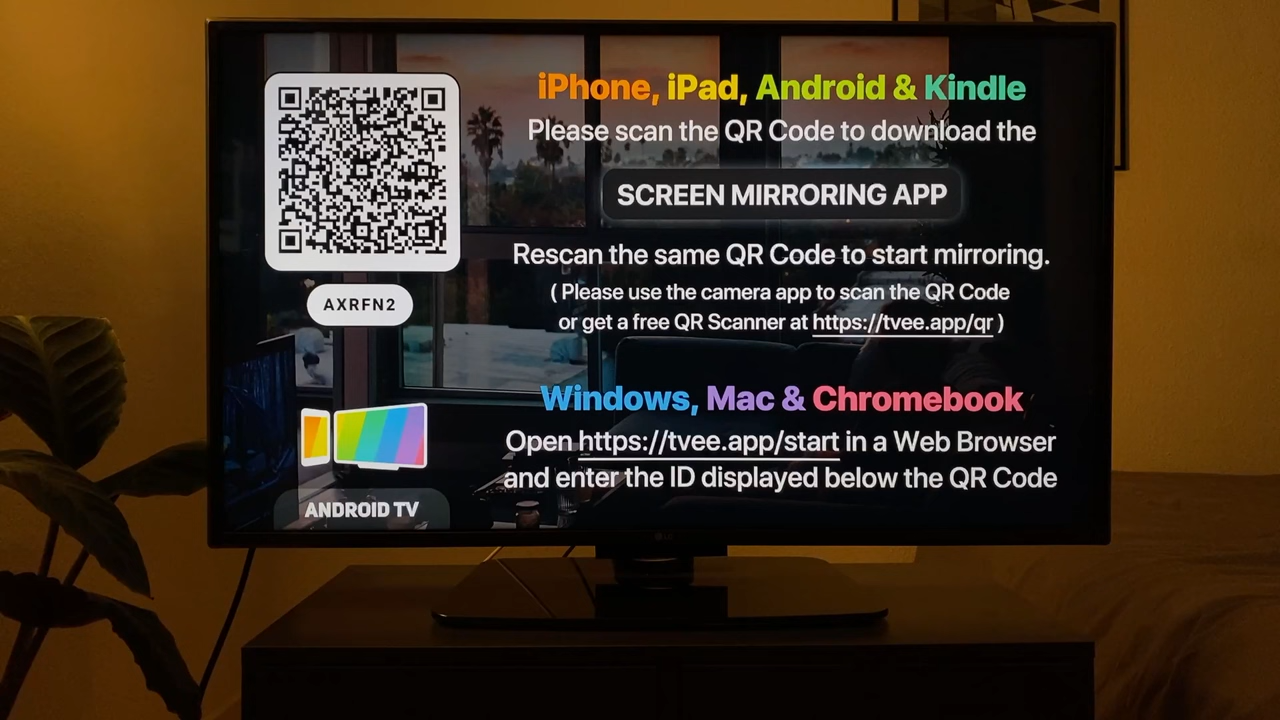 iPhone, iPad, Android & Kindle
Please scan the QR Code to download the
SCREEN MIRRORING APP
Rescan the same QR Code to start mirroring.
( Please use the camera app to scan the QR Code
or get a free QR Scanner at https://tvee.app/qr )
AXRFN2
Windows, Mac & Chromebook
Open https://tvee.app/start in a Web Browser
and enter the ID displayed below the QR Code
ANDROID TV
LG